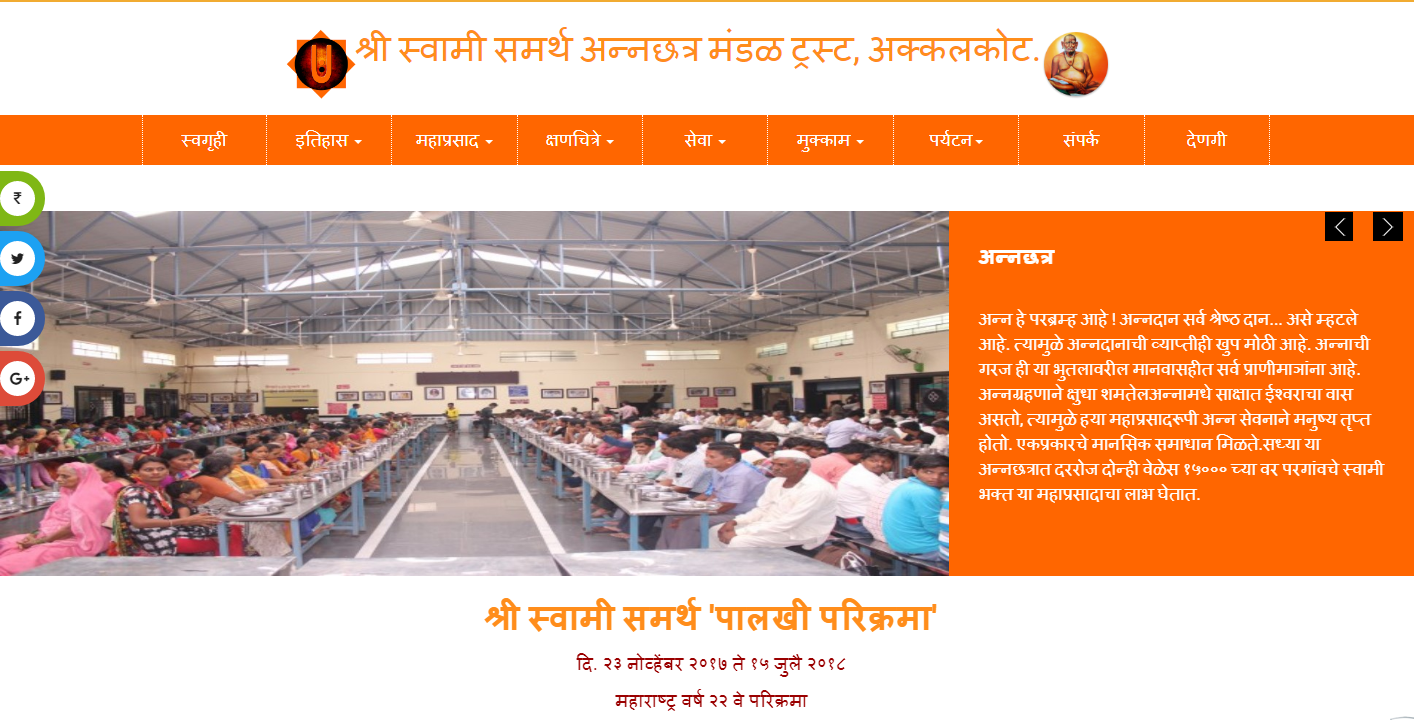 श्री स्वामी समर्थ अन्नछत्र मंडळ ट्रस्ट, अक्कलकोट.
स्वगृही इतिहास महाप्रसाद क्षणचित्रे सेवा मुक्काम पर्यटन संपर्क देणगी
अन्नछत्र
अन्न हे परब्रम्ह आहे ! अन्नदान सर्व श्रेष्ठ दान... असे म्हटले
आहे. त्यामुळे अन्नदानाची व्याप्तीही खुप मोठी आहे. अन्नाची
गरज ही या भुतलावरील मानवासहीत सर्व प्राणीमात्रांना आहे.
अन्नग्रहणाने क्षुधा शमतेलअन्नामधे साक्षात ईश्वराचा वास
असतो, त्यामुळे हया महाप्रसादरूपी अन्न सेवनाने मनुष्य तृप्त
होतो. एकप्रकारचे मानसिक समाधान मिळते.सध्या या
अन्नछत्रात दररोज दोन्ही वेळेस १५००० च्या वर परगांवचे स्वामी
भक्त या महाप्रसादाचा लाभ घेतात.
श्री स्वामी समर्थ 'पालखी परिक्रमा'
दि. २३ नोव्हेंबर २०१७ ते १५ जुलै २०१८
महाराष्ट्र वर्ष २२ वे परिक्रमा